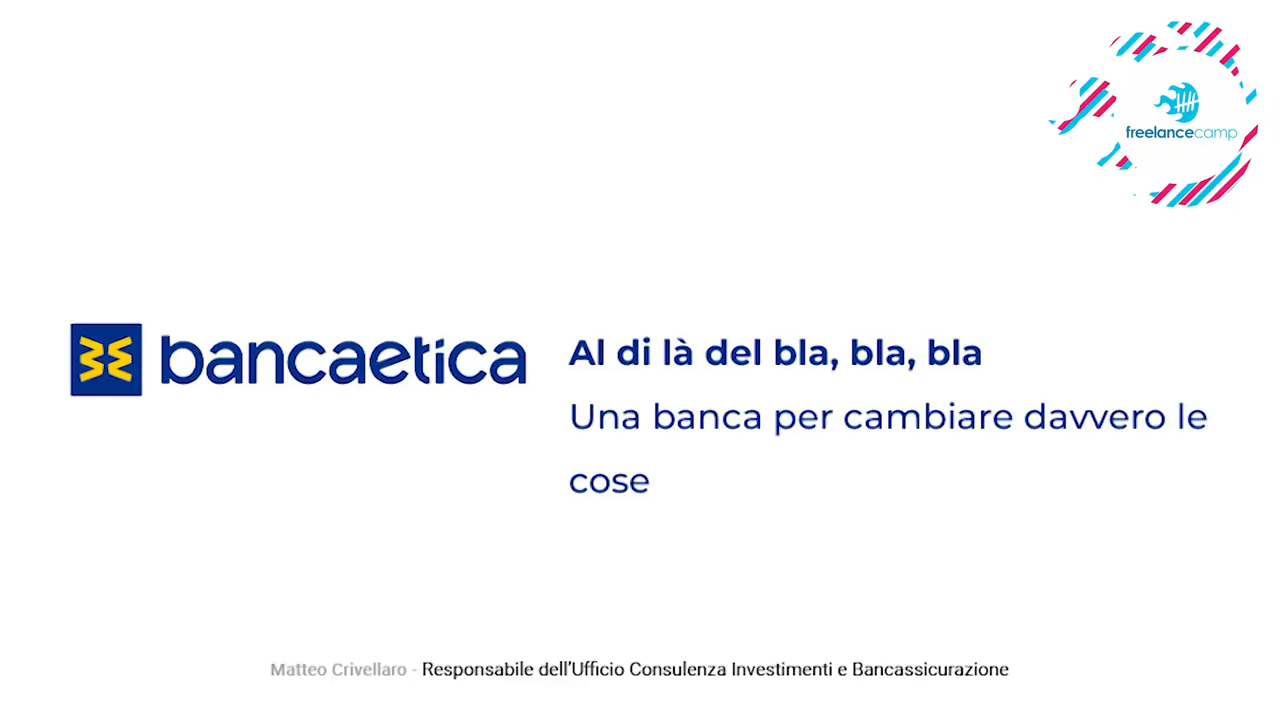 freelancecamp
bancaetica
Al di là del bla, bla, bla
Una banca per cambiare davvero le
cose
Matteo Crivellaro - Responsabile dell'Ufficio Consulenza Investimenti e Bancassicurazione